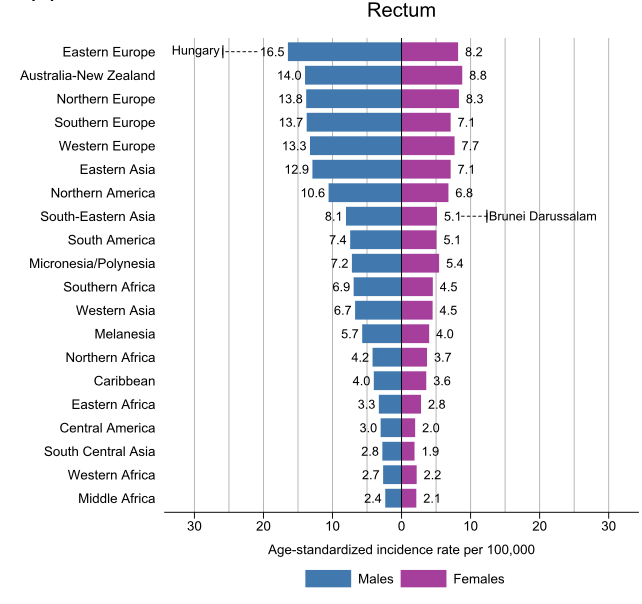 Rectum
Eastern Europe Hungary 16.5 8.2
Australia-New Zealand 14.0 8.8
Northern Europe 13.8 8.3
Southern Europe 13.7 7.1
Western Europe 13.3 7.7
Eastern Asia 12.9 7.1
Northern America 10.6 6.8
South-Eastern Asia 8.1 5.1 Brunei Darussalam
South America 7.4 5.1
Micronesia/Polynesia 7.2 5.4
Southern Africa 6.9 4.5
Western Asia 6.7 4.5
Melanesia 5.7 4.0
Northern Africa 4.2 3.7
Caribbean 4.0 3.6
Eastern Africa 3.3 2.8
Central America 3.0 2.0
South Central Asia 2.8 1.9
Western Africa 2.7 2.2
Middle Africa 2.4 2.1
30 20 10 0 10 20 30
Age-standardized incidence rate per 100,000
Males Females